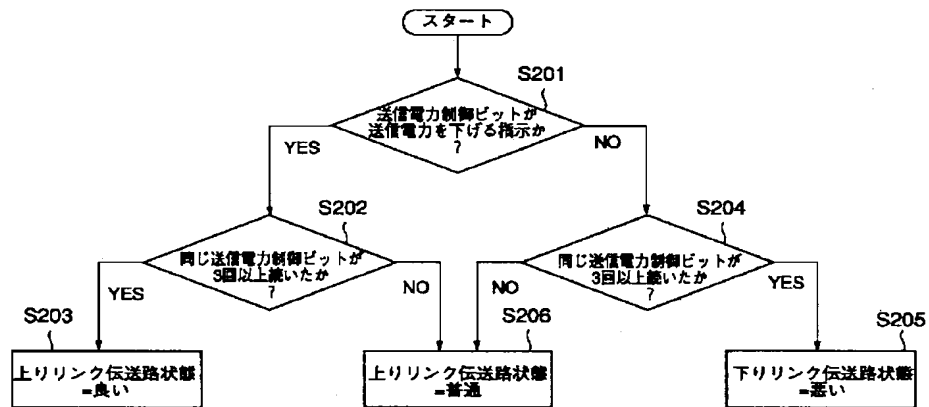 スタート
S201
送信電力制御ビットが
送信電力を下げる指示か
?
YES
NO
S202
同じ送信電力制御ビットが
3回以上続いたか
?
YES
NO
S204
同じ送信電力制御ビットが
3回以上続いたか
?
NO
YES
S203
上りリンク伝送路状態
=良い
S206
上りリンク伝送路状態
=普通
S205
下りリンク伝送路状態
=悪い